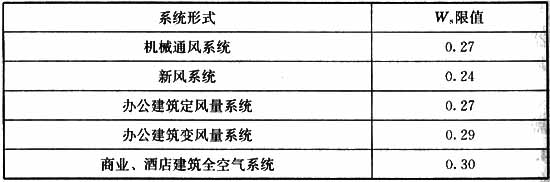 系统形式 Ws限值
机械通风系统 0.27
新风系统 0.24
办公建筑定风量系统 0.27
办公建筑变风量系统 0.29
商业、酒店建筑全空气系统 0.30